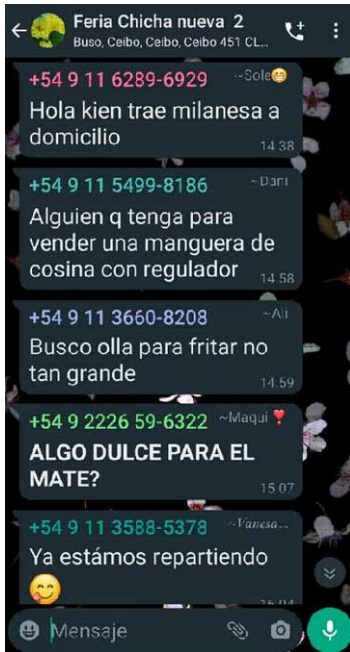 Feria Chicha nueva 2
Buso, Ceibo, Ceibo, Ceibo 451 CL...
+54 9 11 6289-6929 ~Sole
Hola kien trae milanesa a
domicilio
14:38
+54 9 11 5499-8186 ~Dani
Alguien q tenga para
vender una manguera de
cosina con regulador
14:58
+54 9 11 3660-8208 ~Ali
Busco olla para fritar no
tan grande
14:59
+54 9 2226 59-6322 ~Maqui
ALGO DULCE PARA EL
MATE?
15:07
+54 9 11 3588-5378 ~Vanesa...
Ya estámos repartiendo
Mensaje